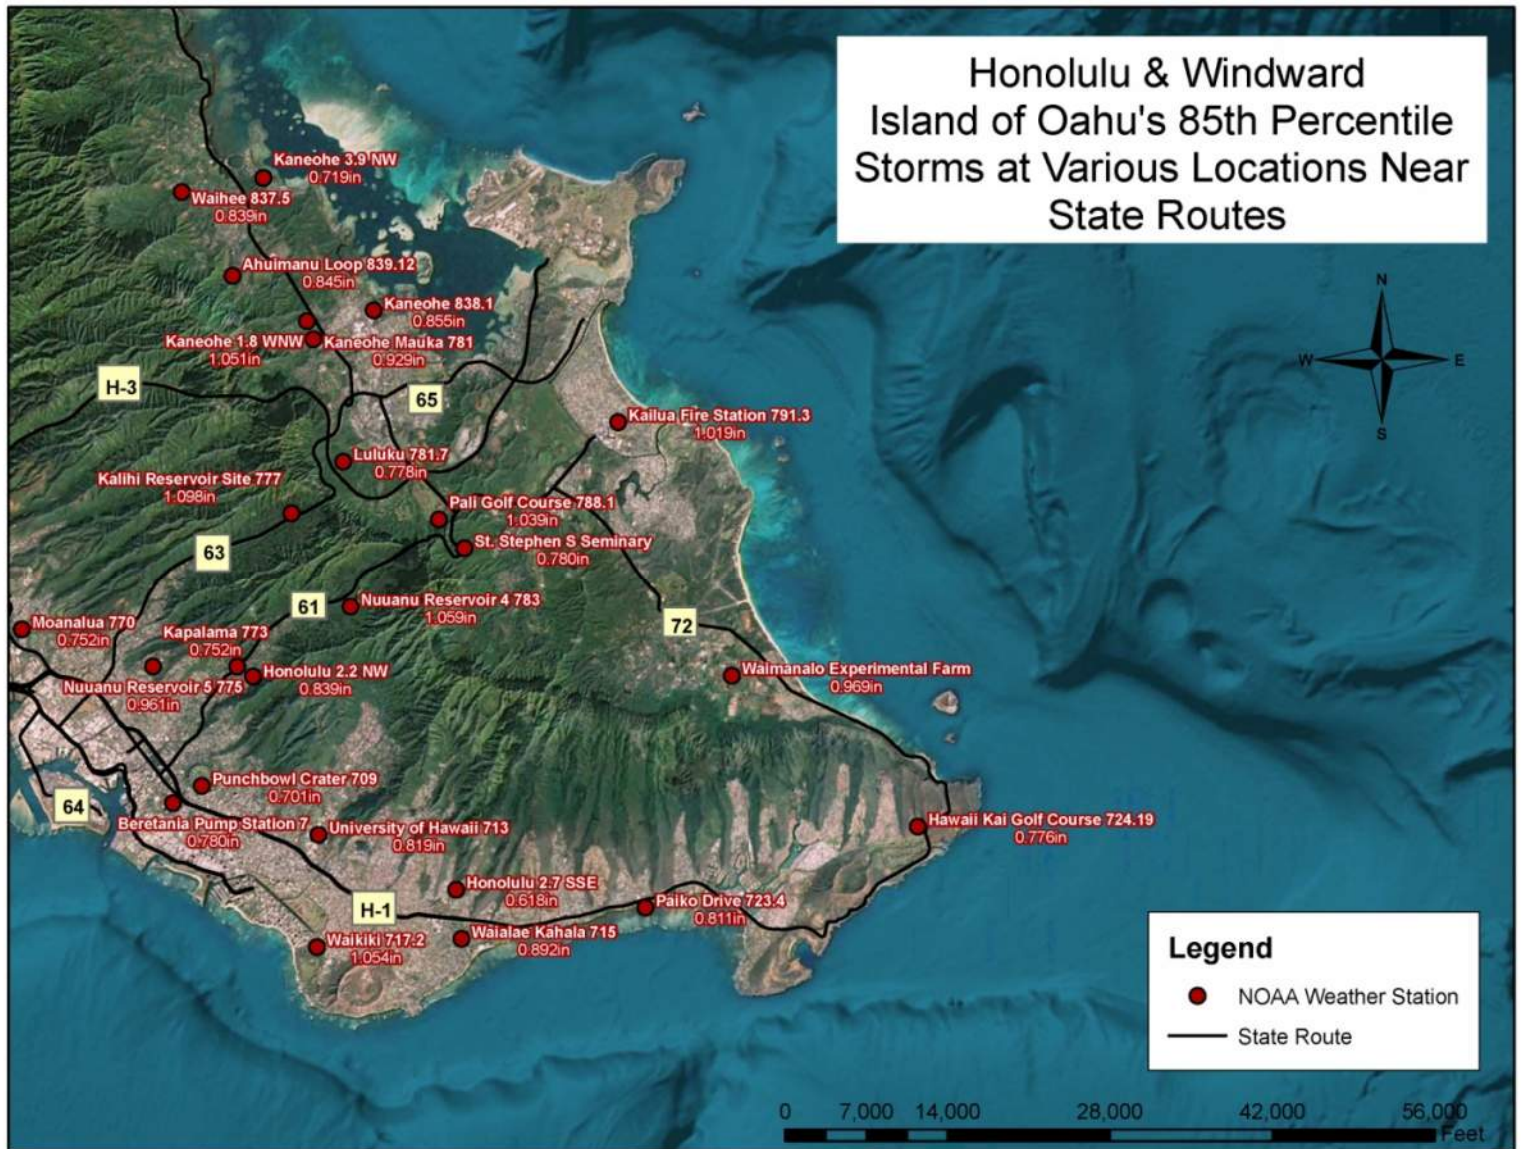 Honolulu & Windward
Island of Oahu's 85th Percentile
Storms at Various Locations Near
State Routes
N
W
E
S
Kaneohe 3.9 NW
0.719in
Waihee 837.5
0.839in
Ahuimanu Loop 839.12
0.845in
Kaneohe 838.1
0.855in
Kaneohe 1.8 WNW
1.051in
Kaneohe Mauka 781
0.929in
H-3
65
Kailua Fire Station 791.3
1.019in
Luluku 781.7
0.778in
Kalihi Reservoir Site 777
1.098in
Pali Golf Course 788.1
1.039in
63
St. Stephen S Seminary
0.780in
61
Nuuanu Reservoir 4 783
1.059in
72
Moanalua 770
0.752in
Kapalama 773
0.752in
Honolulu 2.2 NW
0.839in
Nuuanu Reservoir 5 775
0.961in
Waimanalo Experimental Farm
0.969in
Punchbowl Crater 709
0.701in
64
Beretania Pump Station 7
0.780in
University of Hawaii 713
0.819in
Hawaii Kai Golf Course 724.19
0.776in
Honolulu 2.7 SSE
0.618in
H-1
Paiko Drive 723.4
0.811in
Waikiki 717.2
1.054in
Waialae Kahala 715
0.892in
Legend
NOAA Weather Station
State Route
0 7,000 14,000 28,000 42,000 56,000
Feet